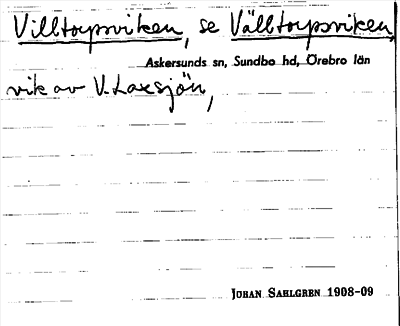 Villtorpsviken, se Välltorpsviken,
Askersunds sn, Sundbo hd, Örebro län
vik av V. Laxsjön,
JOHAN SAHLGREN 1908-09